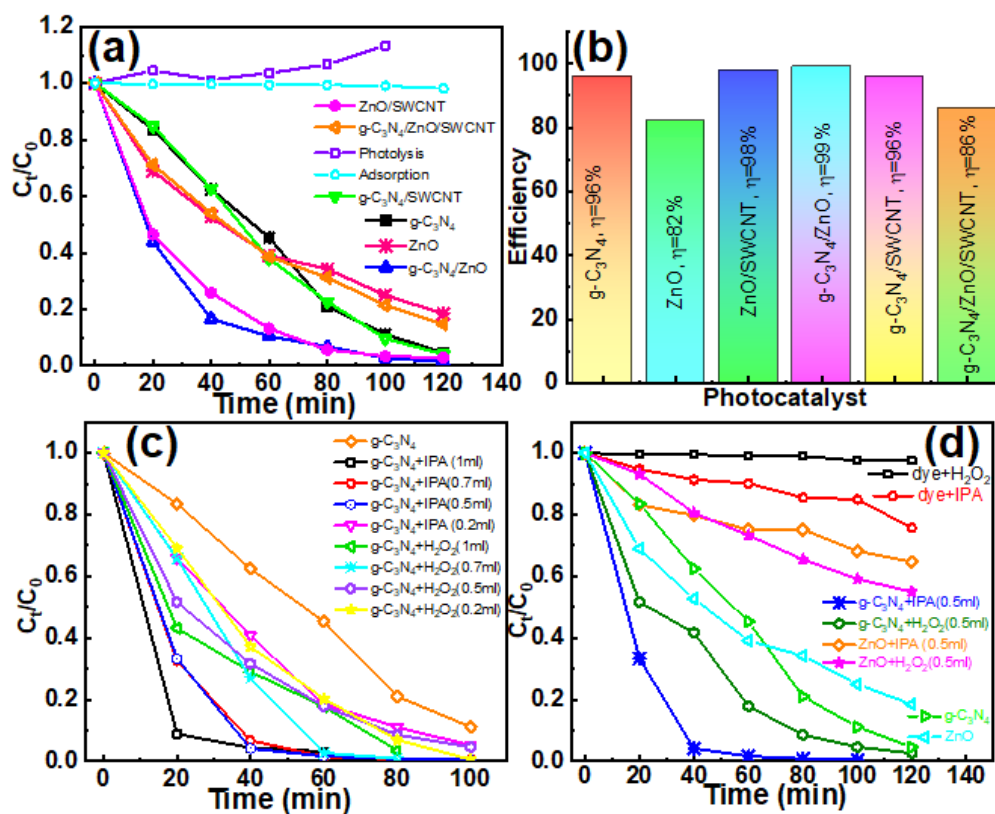 (a)
C_t/C_0
1.2
1.0
0.8
0.6
0.4
0.2
0.0
ZnO/SWCNT
g-C₃N₄/ZnO/SWCNT
Photolysis
Adsorption
g-C₃N₄/SWCNT
g-C₃N₄
ZnO
g-C₃N₄/ZnO
0 20 40 60 80 100 120 140
Time (min)
(b)
Efficiency
100
80
60
40
20
0
g-C₃N₄, η=96%
ZnO, η=82%
ZnO/SWCNT, η=98%
g-C₃N₄/ZnO, η=99%
g-C₃N₄/SWCNT, η=96%
g-C₃N₄/ZnO/SWCNT, η=86%
Photocatalyst
(c)
C_t/C_0
1.0
0.8
0.6
0.4
0.2
0.0
g-C₃N₄
g-C₃N₄+IPA (1ml)
g-C₃N₄+IPA(0.7ml)
g-C₃N₄+IPA(0.5ml)
g-C₃N₄+IPA (0.2ml)
g-C₃N₄+H₂O₂(1ml)
g-C₃N₄+H₂O₂(0.7ml)
g-C₃N₄+H₂O₂(0.5ml)
g-C₃N₄+H₂O₂(0.2ml)
0 20 40 60 80 100
Time (min)
(d)
C_t/C_0
1.0
0.8
0.6
0.4
0.2
0.0
dye+H₂O₂
dye+IPA
g-C₃N₄+IPA(0.5ml)
g-C₃N₄+H₂O₂(0.5ml)
ZnO+IPA (0.5ml)
ZnO+H₂O₂(0.5ml)
g-C₃N₄
ZnO
0 20 40 60 80 100 120 140
Time (min)